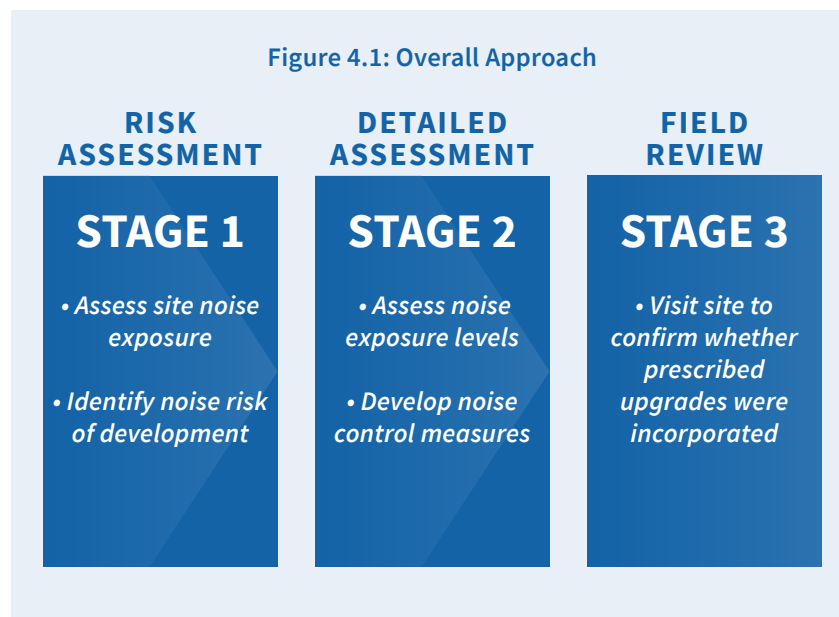 Figure 4.1: Overall Approach
RISK
ASSESSMENT
STAGE 1
• Assess site noise
exposure
• Identify noise risk
of development
DETAILED
ASSESSMENT
STAGE 2
• Assess noise
exposure levels
• Develop noise
control measures
FIELD
REVIEW
STAGE 3
• Visit site to
confirm whether
prescribed
upgrades were
incorporated